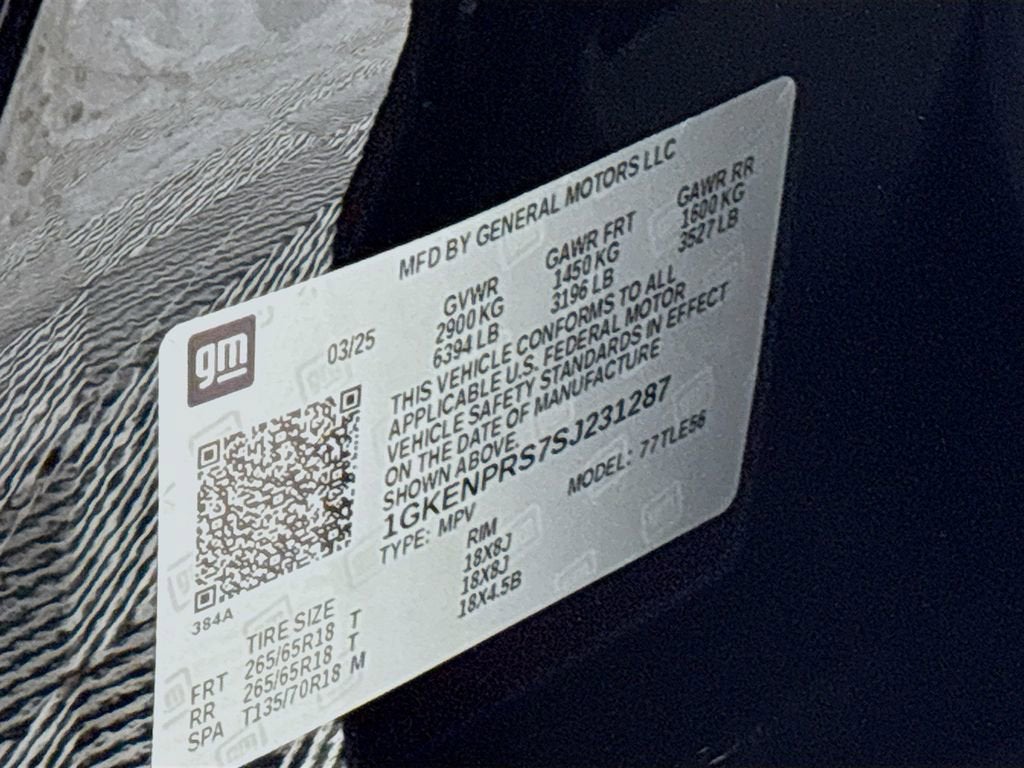 MFD BY GENERAL MOTORS LLC
gm
03/25
GVWR GAWR FRT GAWR RR
2900 KG 1450 KG 1600 KG
6394 LB 3196 LB 3527 LB
THIS VEHICLE CONFORMS TO ALL
APPLICABLE U.S. FEDERAL MOTOR
VEHICLE SAFETY STANDARDS IN EFFECT
ON THE DATE OF MANUFACTURE
SHOWN ABOVE.
1GKENPRS7SJ231287
TYPE: MPV MODEL: 77TLE56
384A
TIRE SIZE RIM
FRT 265/65R18 T 18X8J
RR 265/65R18 T 18X8J
SPA T135/70R18 M 18X4.5B